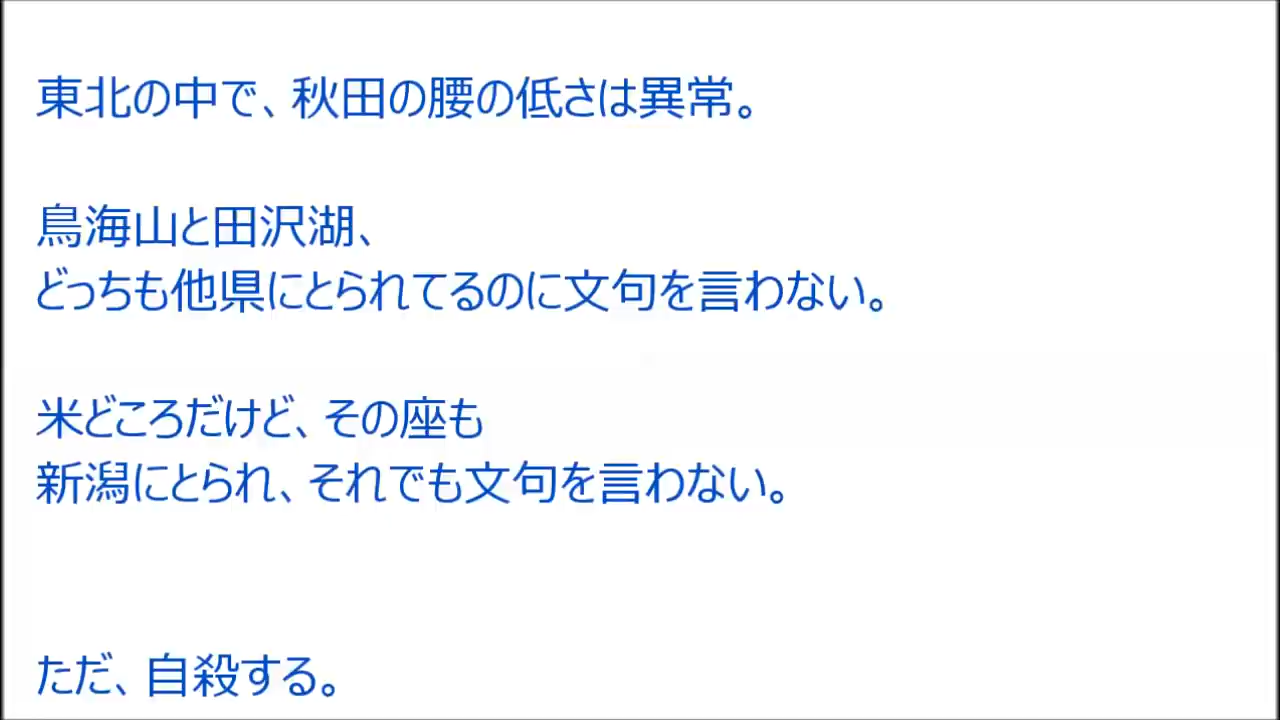 東北の中で、秋田の腰の低さは異常。
鳥海山と田沢湖、
どっちも他県にとられてるのに文句を言わない。
米どころだけど、その座も
新潟にとられ、それでも文句を言わない。
ただ、自殺する。